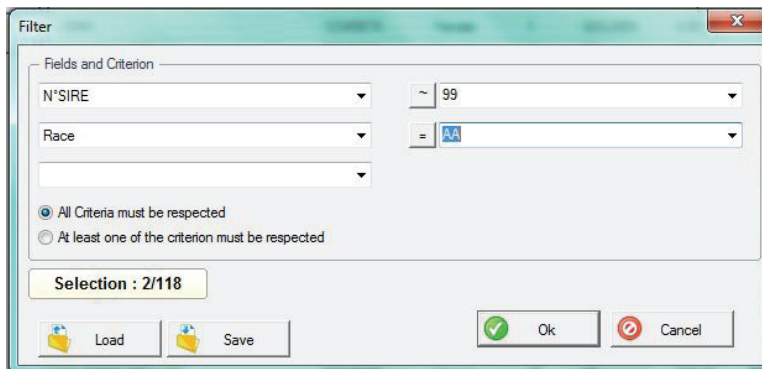 Filter
x
Fields and Criterion
N°SIRE ~ 99
Race = AA
All Criteria must be respected
At least one of the criterion must be respected
Selection : 2/118
Load Save Ok Cancel